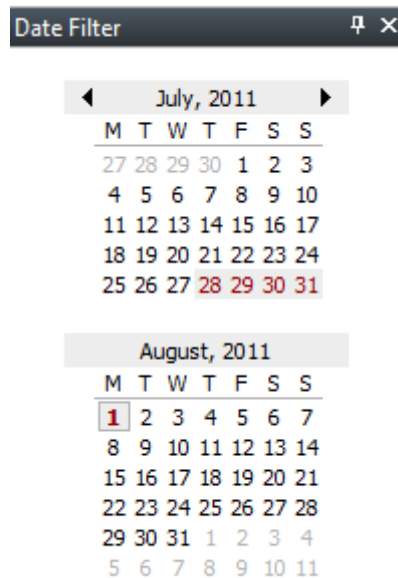 Date Filter
July, 2011
M T W T F S S
27 28 29 30 1 2 3
4 5 6 7 8 9 10
11 12 13 14 15 16 17
18 19 20 21 22 23 24
25 26 27 28 29 30 31
August, 2011
M T W T F S S
1 2 3 4 5 6 7
8 9 10 11 12 13 14
15 16 17 18 19 20 21
22 23 24 25 26 27 28
29 30 31 1 2 3 4
5 6 7 8 9 10 11